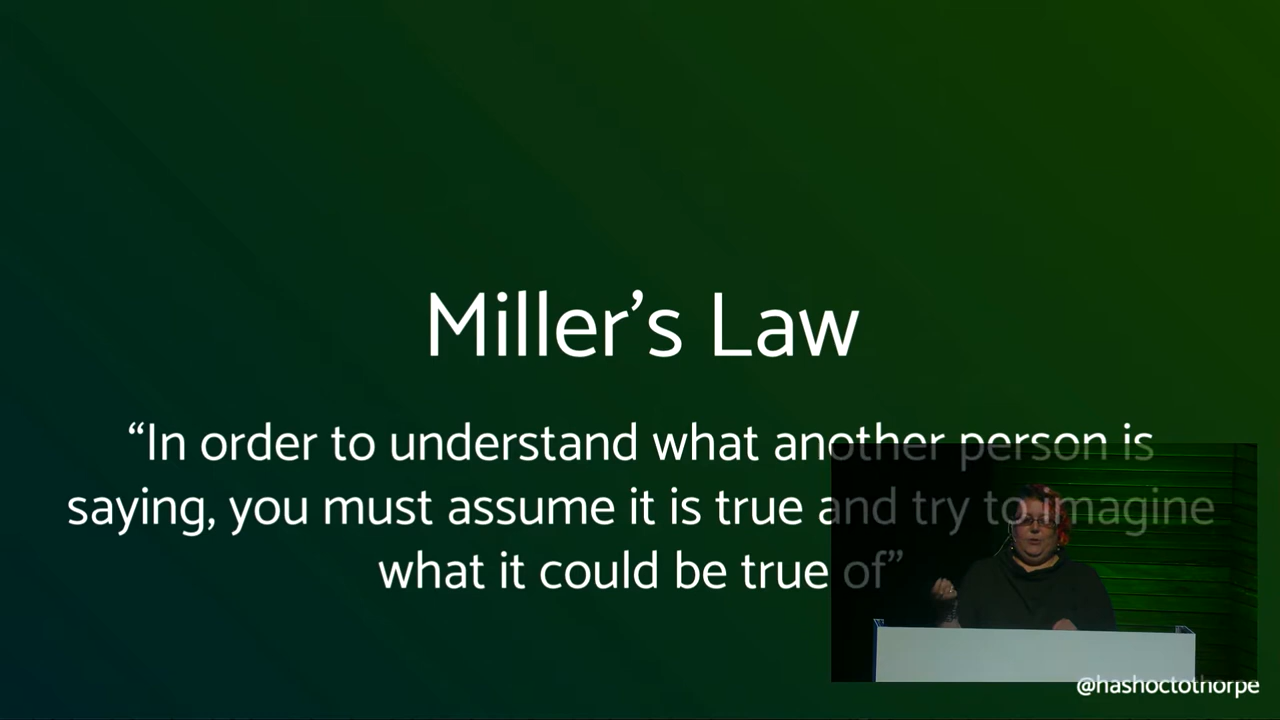 Miller’s Law
“In order to understand what another person is
saying, you must assume it is true and try to imagine
what it could be true of”
@hashoctothorpe